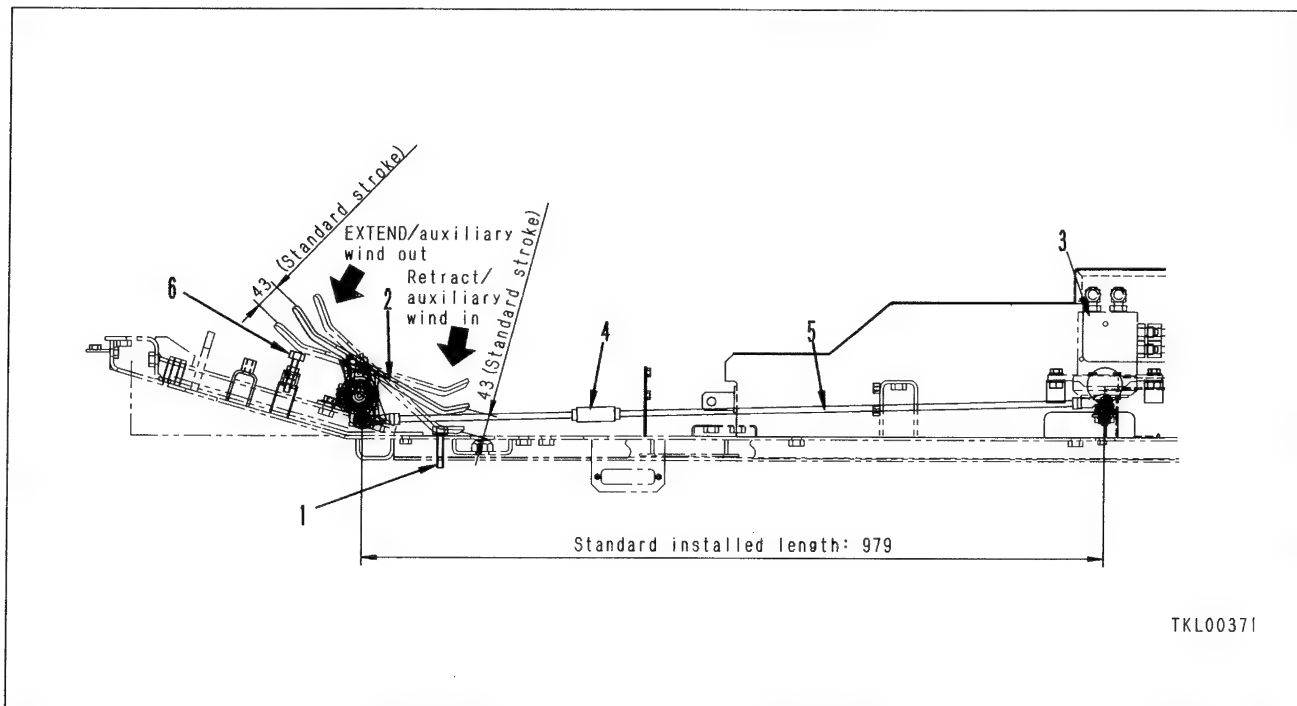 43 (Standard stroke)
EXTEND/auxiliary
wind out
Retract/
auxiliary
wind in
43 (Standard stroke)
6
2
4
5
3
1
Standard installed length: 979
TKL00371